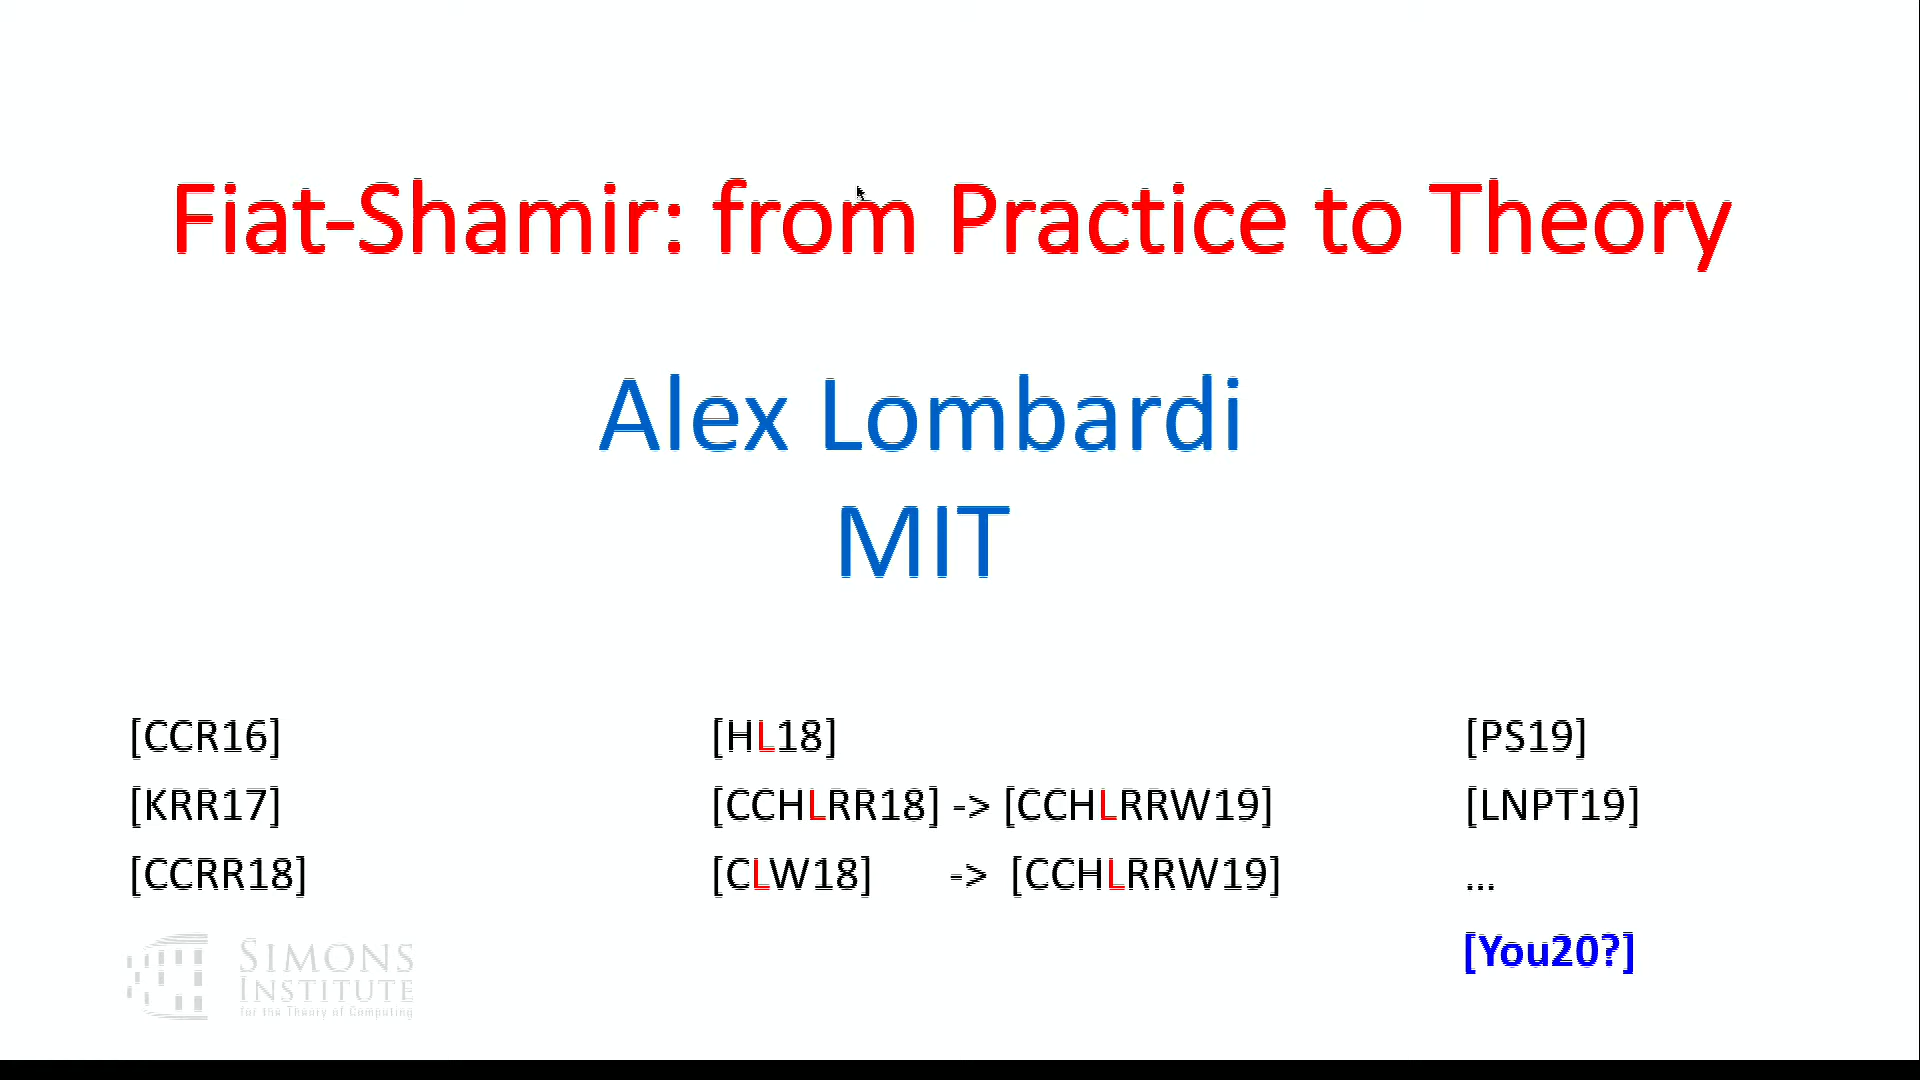 Fiat-Shamir: from Practice to Theory
Alex Lombardi
MIT
[CCR16]
[KRR17]
[CCRR18]
[HL18]
[CCHLRR18] -> [CCHLRRW19]
[CLW18] -> [CCHLRRW19]
[PS19]
[LNPT19]
...
[You20?]
SIMONS
INSTITUTE
for the Theory of Computing